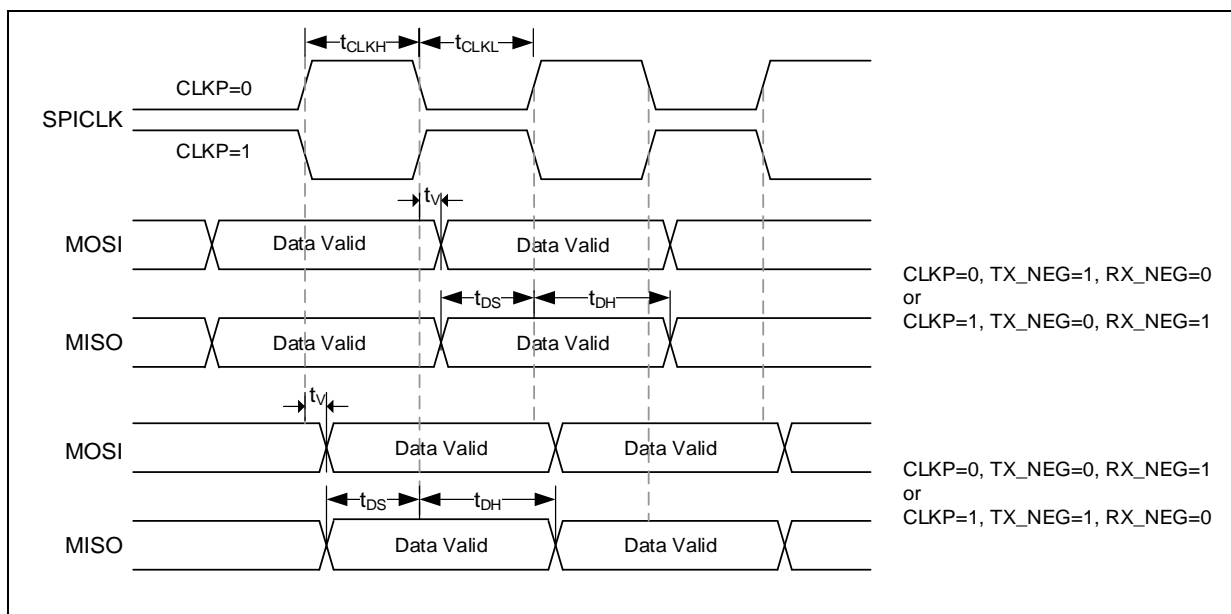 tCLKH tCLKL
CLKP=0
SPICLK
CLKP=1
tV
MOSI Data Valid Data Valid
CLKP=0, TX_NEG=1, RX_NEG=0
or
CLKP=1, TX_NEG=0, RX_NEG=1
tDS tDH
MISO Data Valid Data Valid
tV
MOSI Data Valid Data Valid
CLKP=0, TX_NEG=0, RX_NEG=1
or
CLKP=1, TX_NEG=1, RX_NEG=0
tDS tDH
MISO Data Valid Data Valid